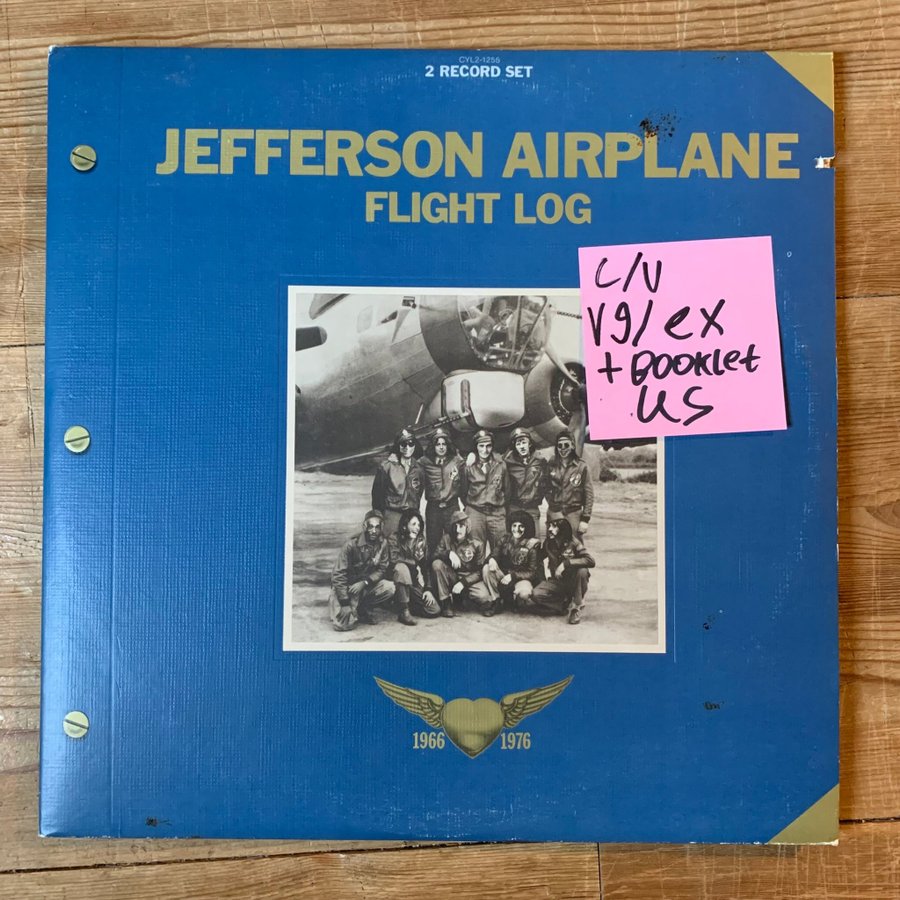 CYL2-1255
2 RECORD SET
JEFFERSON AIRPLANE
FLIGHT LOG
c/v
vg/ex
+ Booklet
US
1966 1976